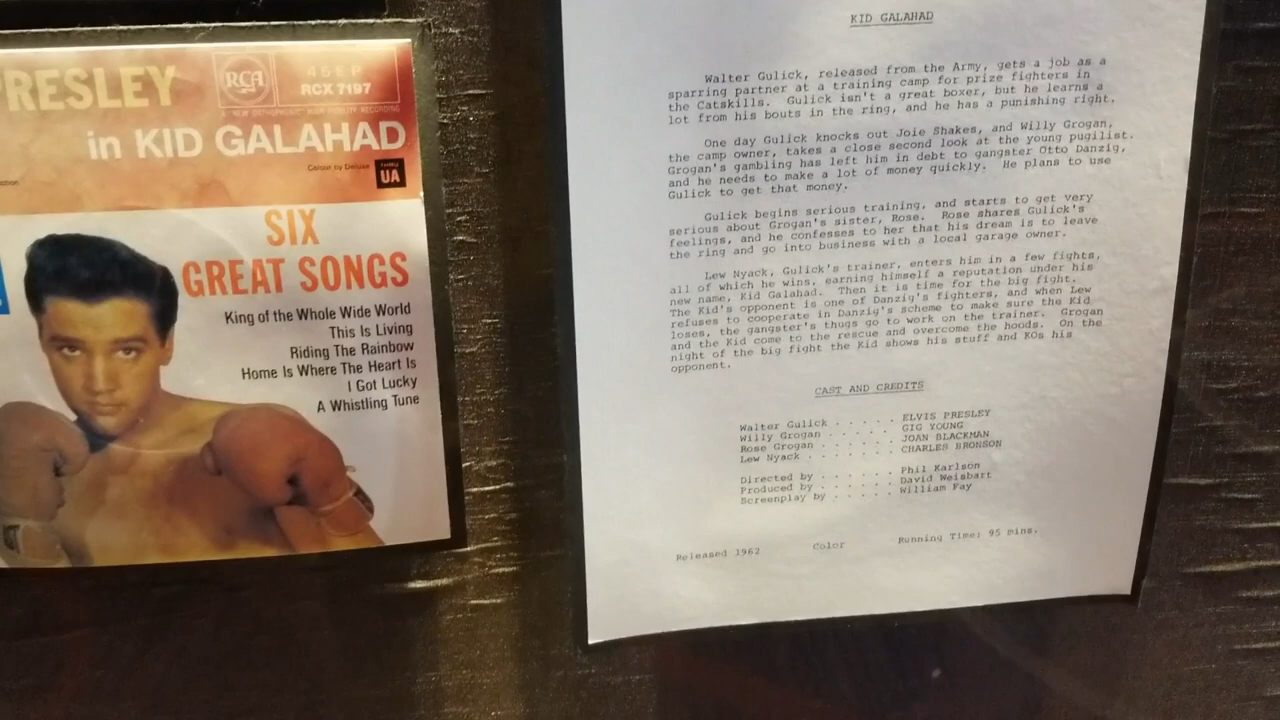 PRESLEY
RCA
45 E P
RCX 7197
A "NEW ORTHOPHONIC" HIGH FIDELITY RECORDING
in KID GALAHAD
Colour by Deluxe
THRU
UA
SIX
GREAT SONGS
King of the Whole Wide World
This Is Living
Riding The Rainbow
Home Is Where The Heart Is
I Got Lucky
A Whistling Tune
KID GALAHAD
Walter Gulick, released from the Army, gets a job as a
sparring partner at a training camp for prize fighters in
the Catskills. Gulick isn't a great boxer, but he learns a
lot from his bouts in the ring, and he has a punishing right.
One day Gulick knocks out Joie Shakes, and Willy Grogan,
the camp owner, takes a close second look at the young pugilist.
Grogan's gambling has left him in debt to gangster Otto Danzig,
and he needs to make a lot of money quickly. He plans to use
Gulick to get that money.
Gulick begins serious training, and starts to get very
serious about Grogan's sister, Rose. Rose shares Gulick's
feelings, and he confesses to her that his dream is to leave
the ring and go into business with a local garage owner.
Lew Nyack, Gulick's trainer, enters him in a few fights,
all of which he wins, earning himself a reputation under his
new name, Kid Galahad. Then it is time for the big fight.
The Kid's opponent is one of Danzig's fighters, and when Lew
refuses to cooperate in Danzig's scheme to make sure the Kid
loses, the gangster's thugs go to work on the trainer. Grogan
and the Kid come to the rescue and overcome the hoods. On the
night of the big fight the Kid shows his stuff and KOs his
opponent.
CAST AND CREDITS
Walter Gulick . . . . . ELVIS PRESLEY
Willy Grogan . . . . . . GIG YOUNG
Rose Grogan . . . . . . JOAN BLACKMAN
Lew Nyack . . . . . . . CHARLES BRONSON
Directed by . . . . . . Phil Karlson
Produced by . . . . . . David Weisbart
Screenplay by . . . . . William Fay
Released 1962 Color Running Time: 95 mins.